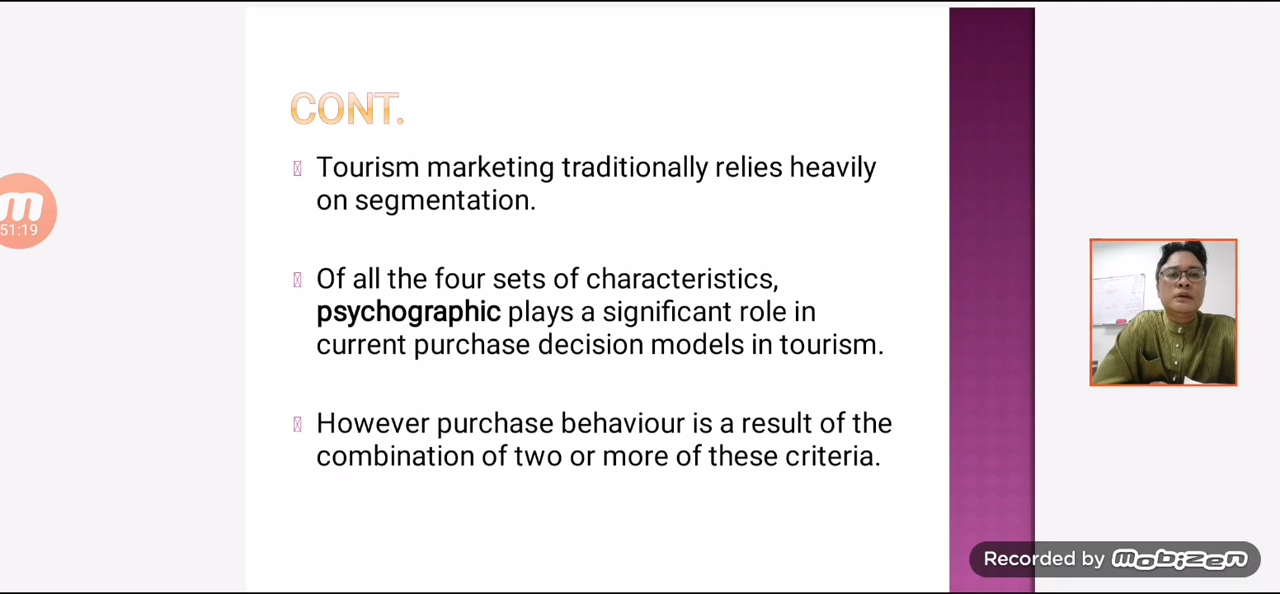 CONT.
Tourism marketing traditionally relies heavily
on segmentation.
Of all the four sets of characteristics,
psychographic plays a significant role in
current purchase decision models in tourism.
However purchase behaviour is a result of the
combination of two or more of these criteria.
m
51:19
Recorded by mobizen